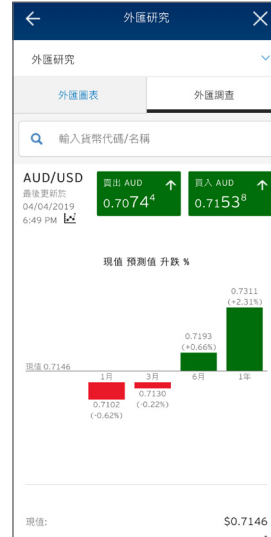 外匯研究
外匯研究
外匯圖表
外匯調查
輸入貨幣代碼/名稱
AUD/USD
最後更新於
04/04/2019
6:49 PM
賣出 AUD
0.7074⁴
買入 AUD
0.7153⁸
現值 預測值 升跌 %
0.7311
(+2.31%)
0.7193
(+0.66%)
現值 0.7146
1月
3月
6月
1年
0.7102
(-0.62%)
0.7130
(-0.22%)
現值:
$0.7146